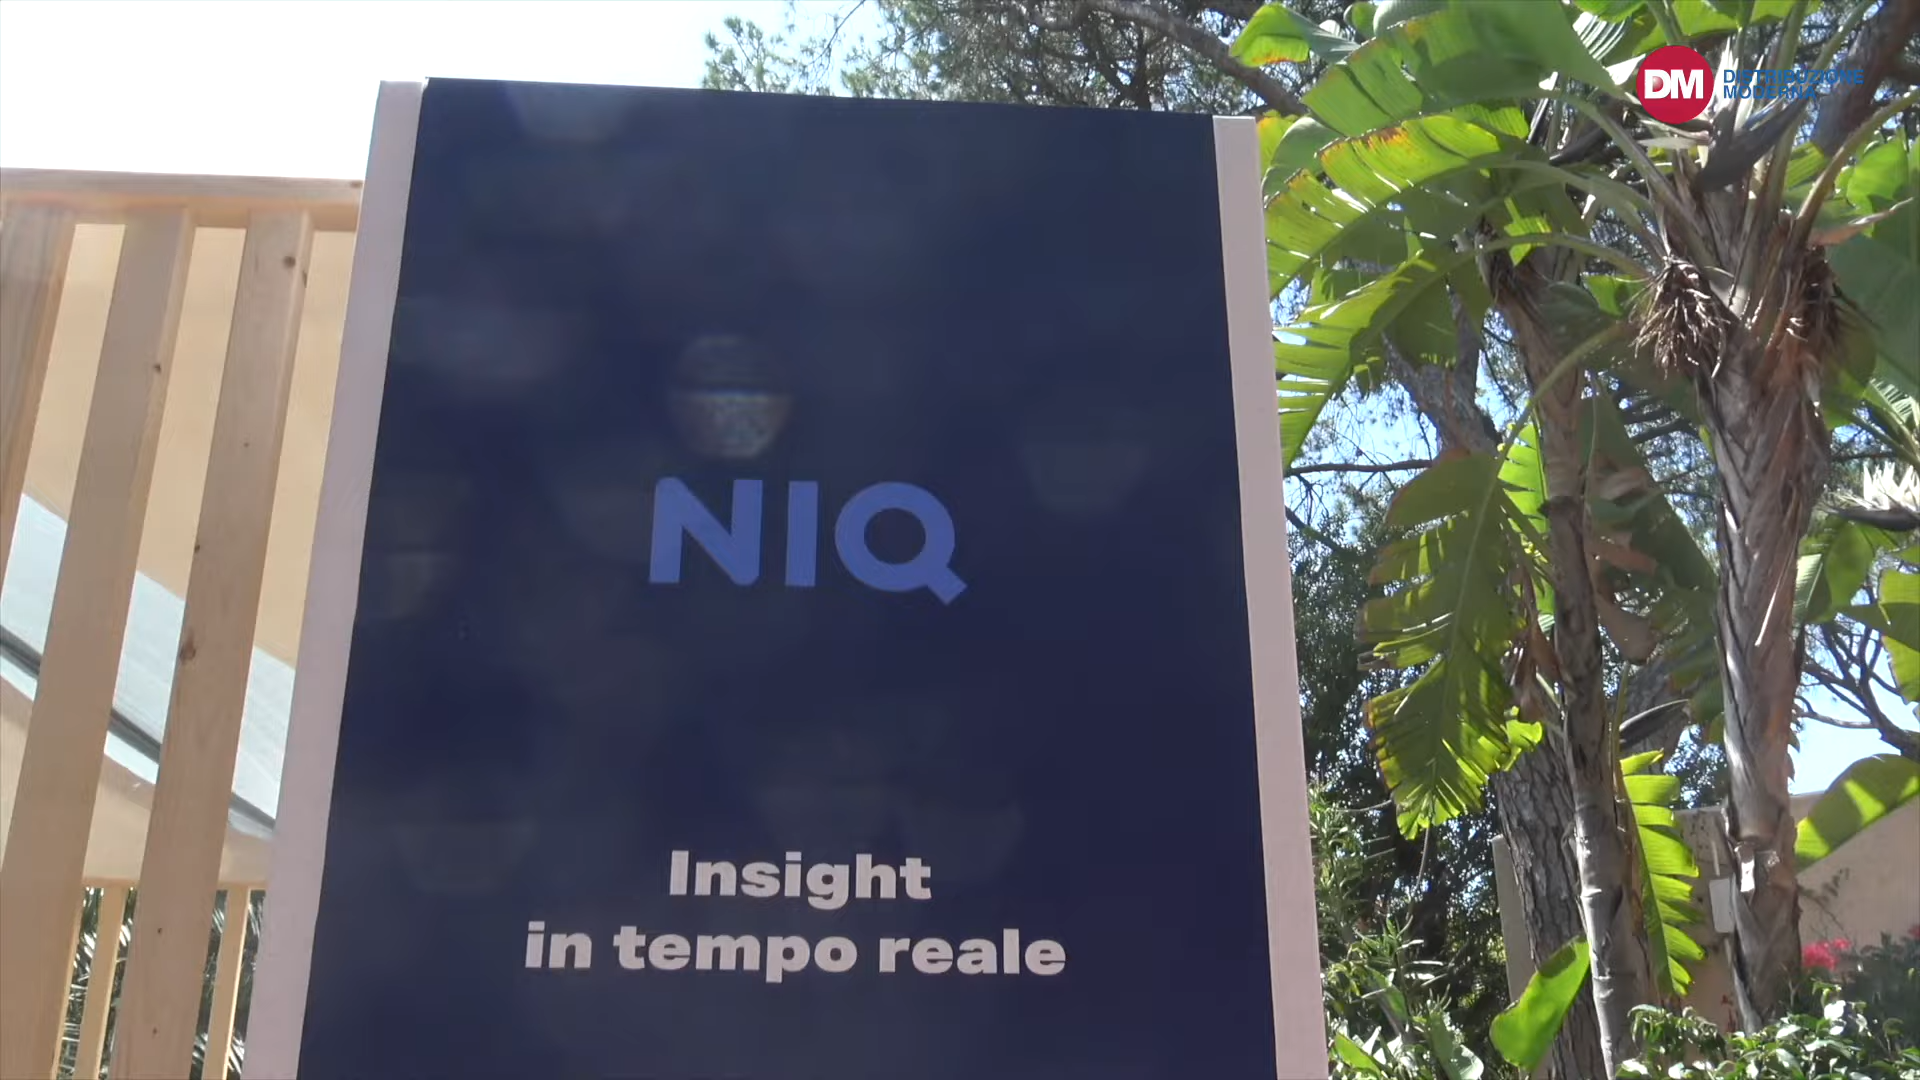 DM DISTRIBUZIONE
MODERNA
NIQ
Insight
in tempo reale